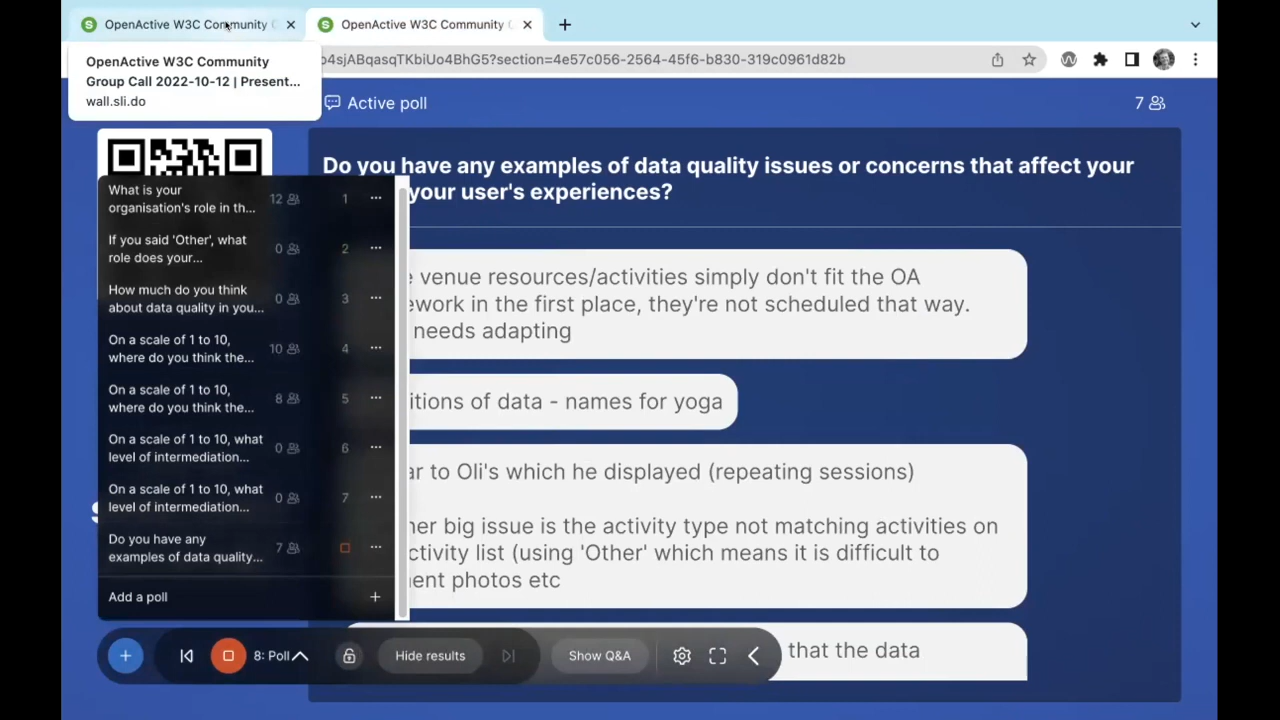 OpenActive W3C Community
OpenActive W3C Community
OpenActive W3C Community
Group Call 2022-10-12 | Present...
wall.sli.do
o4sjABqasqTKbiUo4BhG5?section=4e57c056-2564-45f6-b830-319c0961d82b
Active poll
7
Do you have any examples of data quality issues or concerns that affect your
your user's experiences?
What is your
organisation's role in th...
12
1
If you said 'Other', what
role does your...
0
2
How much do you think
about data quality in you...
0
3
On a scale of 1 to 10,
where do you think the...
10
4
On a scale of 1 to 10,
where do you think the...
8
5
On a scale of 1 to 10, what
level of intermediation...
0
6
On a scale of 1 to 10, what
level of intermediation...
0
7
Do you have any
examples of data quality...
7
Add a poll
venue resources/activities simply don't fit the OA
ework in the first place, they're not scheduled that way.
needs adapting
itions of data - names for yoga
ar to Oli's which he displayed (repeating sessions)
her big issue is the activity type not matching activities on
ctivity list (using 'Other' which means it is difficult to
ment photos etc
that the data
8: Poll
Hide results
Show Q&A